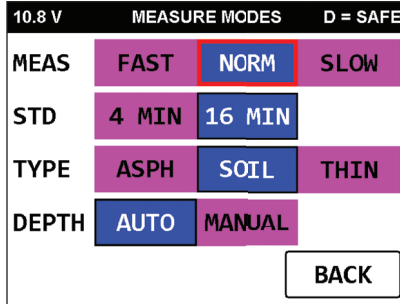 10.8 V MEASURE MODES D = SAFE
MEAS FAST NORM SLOW
STD 4 MIN 16 MIN
TYPE ASPH SOIL THIN
DEPTH AUTO MANUAL
BACK